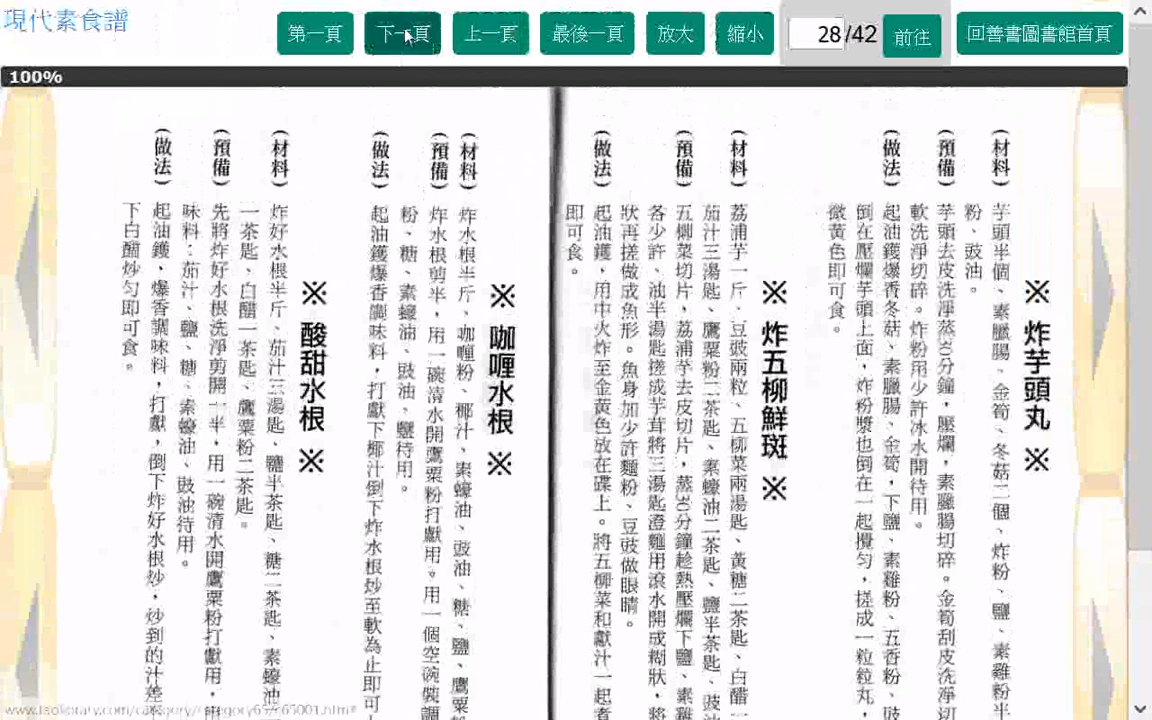 現代素食譜
第一頁
下一頁
上一頁
最後一頁
放大
縮小
28/42
前往
回善書圖書館首頁
100%
※ 炸芋頭丸 ※
(材料) 芋頭半個、素臘腸、金筍、冬菇二個、炸粉、鹽、素雞粉半
粉、豉油。
(預備) 芋頭去皮洗淨蒸30分鐘,壓爛,素臘腸切碎。金筍刮皮洗淨切
軟洗淨切碎。炸粉用少許冰水開待用。
(做法) 起油鑊爆香冬菇、素臘腸、金筍,下鹽、素雞粉、五香粉、豉
倒在壓爛芋頭上面,炸粉漿也倒在一起攪勻,搓成一粒粒丸,
微黃色即可食。
※ 炸五柳鮮斑 ※
(材料) 荔浦芋一斤、豆豉兩粒、五柳菜兩湯匙、黃糖二茶匙、白醋一
茄汁三湯匙、鷹粟粉二茶匙、素蠔油二茶匙、鹽半茶匙、豉
(預備) 五柳菜切片,荔浦芋去皮切片,蒸30分鐘趁熱壓爛下鹽、素
各少許、油半湯匙搓成芋茸將三湯匙澄麵用滾水開成糊狀,將
狀再搓做成魚形。魚身加少許麵粉、豆豉做眼睛。
(做法) 起油鑊,用中火炸至金黃色放在碟上。將五柳菜和獻汁一起煮
即可食。
※ 咖喱水根 ※
(材料) 炸水根半斤、咖喱粉、椰汁、素蠔油、豉油、糖、鹽、鷹粟
(預備) 炸水根剪半,用一碗清水開鷹粟粉打獻用。用一個空碗裝調
粉、糖、素蠔油、豉油、鹽待用。
(做法) 起油鑊爆香調味料,打獻下椰汁倒下炸水根炒至軟為止即可
※ 酸甜水根 ※
(材料) 炸好水根半斤、茄汁三湯匙、鹽半茶匙、糖二茶匙、素蠔油
一茶匙、白醋一茶匙、鷹粟粉二茶匙。
(預備) 先將炸好水根洗淨剪開一半,用一碗清水開鷹粟粉打獻用,
味料:茄汁、鹽、糖、素蠔油、豉油待用。
(做法) 起油鑊,爆香調味料,打獻,倒下炸好水根炒,炒到的汁差
下白醋炒勻即可食。